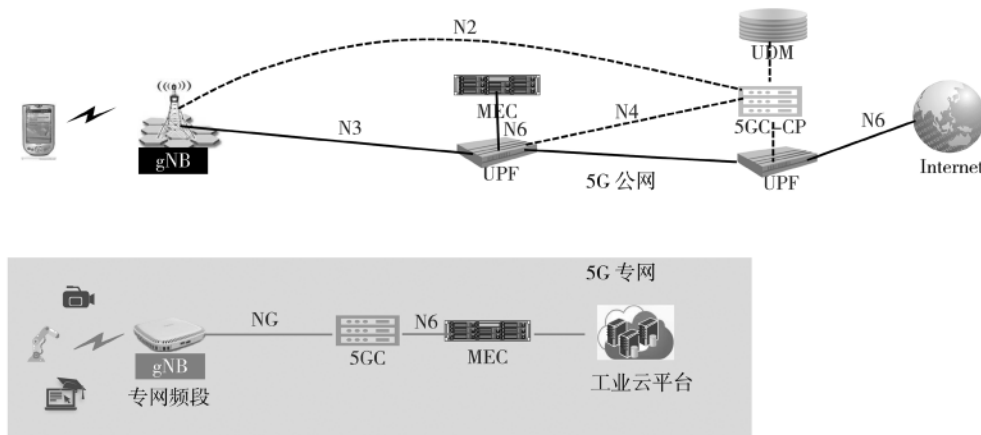 N2
UDM
MEC
N4
5GC-CP
N6
N3
N6
gNB
UPF
5G 公网
UPF
Internet
5G 专网
NG
N6
gNB
5GC
MEC
专网频段
工业云平台